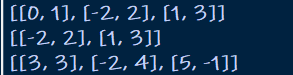 [[0, 1], [-2, 2], [1, 3]]
[[-2, 2], [1, 3]]
[[3, 3], [-2, 4], [5, -1]]